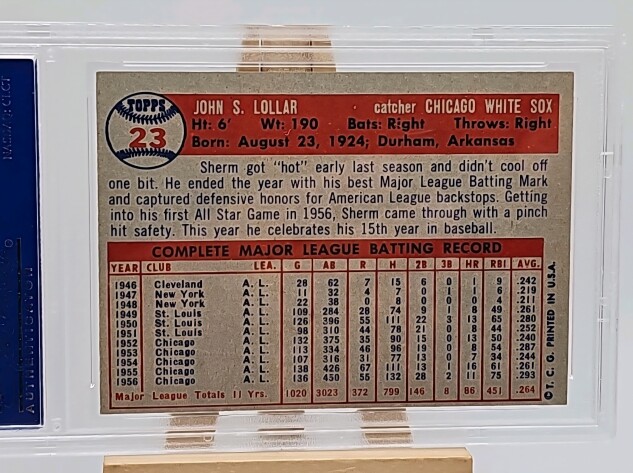 TOPPS
23
JOHN S. LOLLAR catcher CHICAGO WHITE SOX
Ht: 6' Wt: 190 Bats: Right Throws: Right
Born: August 23, 1924; Durham, Arkansas
Sherm got "hot" early last season and didn't cool off
one bit. He ended the year with his best Major League Batting Mark
and captured defensive honors for American League backstops. Getting
into his first All Star Game in 1956, Sherm came through with a pinch
hit safety. This year he celebrates his 15th year in baseball.
COMPLETE MAJOR LEAGUE BATTING RECORD
YEAR CLUB LEA. G AB R H 2B 3B HR RBI AVG.
1946 Cleveland A. L. 28 62 7 15 6 0 1 9 .242
1947 New York A. L. 11 32 4 7 0 1 1 6 .219
1948 New York A. L. 22 38 0 8 0 0 0 4 .211
1949 St. Louis A. L. 109 284 28 74 9 1 8 49 .261
1950 St. Louis A. L. 126 396 55 111 22 3 13 65 .280
1951 St. Louis A. L. 98 310 44 78 21 0 8 44 .252
1952 Chicago A. L. 132 375 35 90 15 0 13 50 .240
1953 Chicago A. L. 113 334 46 96 19 0 8 54 .287
1954 Chicago A. L. 107 316 31 77 13 0 7 34 .244
1955 Chicago A. L. 138 426 67 111 13 1 16 61 .261
1956 Chicago A. L. 136 450 55 132 28 2 11 75 .293
Major League Totals 11 Yrs. 1020 3023 372 799 146 8 86 451 .264
© T. C. G. PRINTED IN U.S.A.